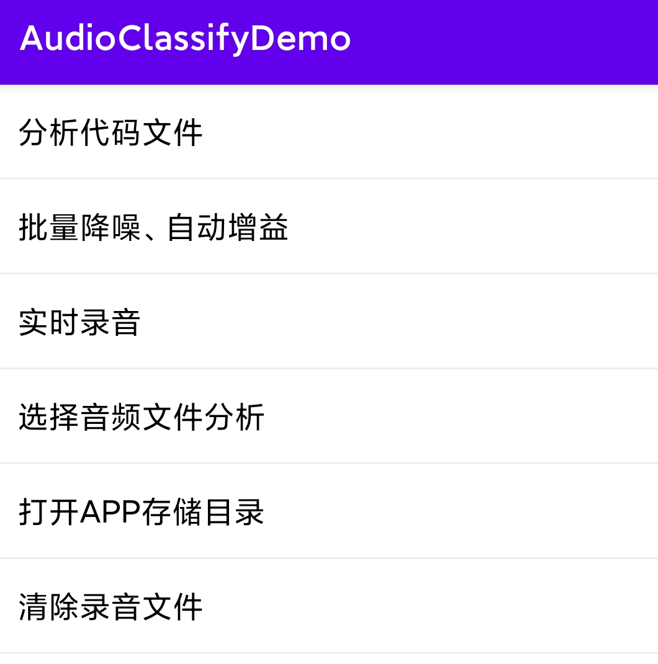 AudioClassifyDemo
分析代码文件
批量降噪、自动增益
实时录音
选择音频文件分析
打开APP存储目录
清除录音文件